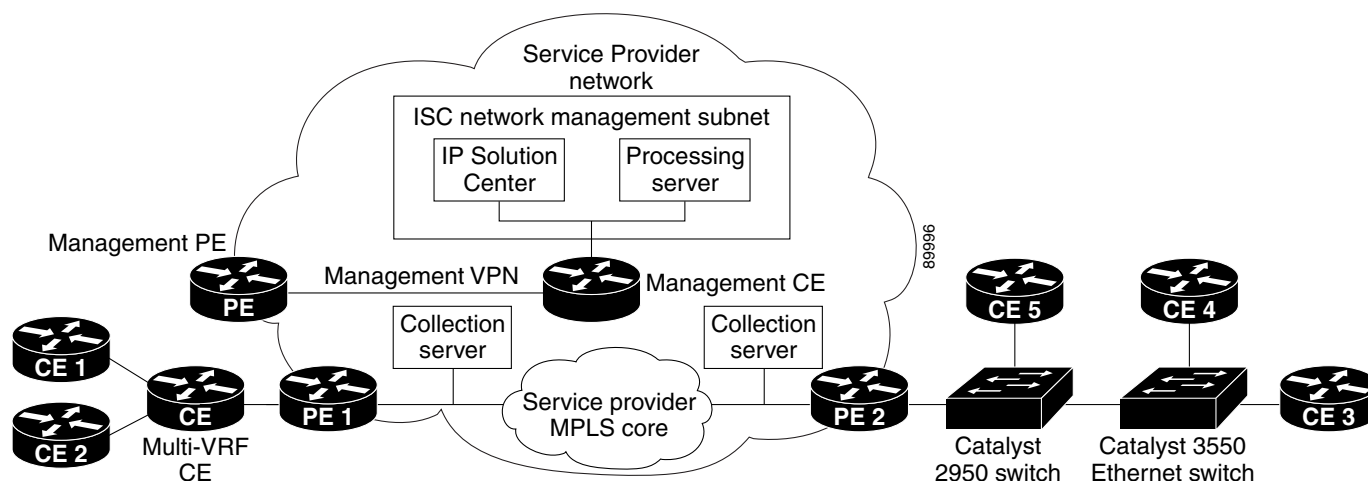 Service Provider
network
ISC network management subnet
IP Solution
Center
Processing
server
Management PE
89996
PE
Management VPN
Management CE
CE 5
CE 4
Collection
server
Collection
server
CE 1
CE 2
CE
Multi-VRF
CE
PE 1
Service provider
MPLS core
PE 2
Catalyst
2950 switch
Catalyst 3550
Ethernet switch
CE 3